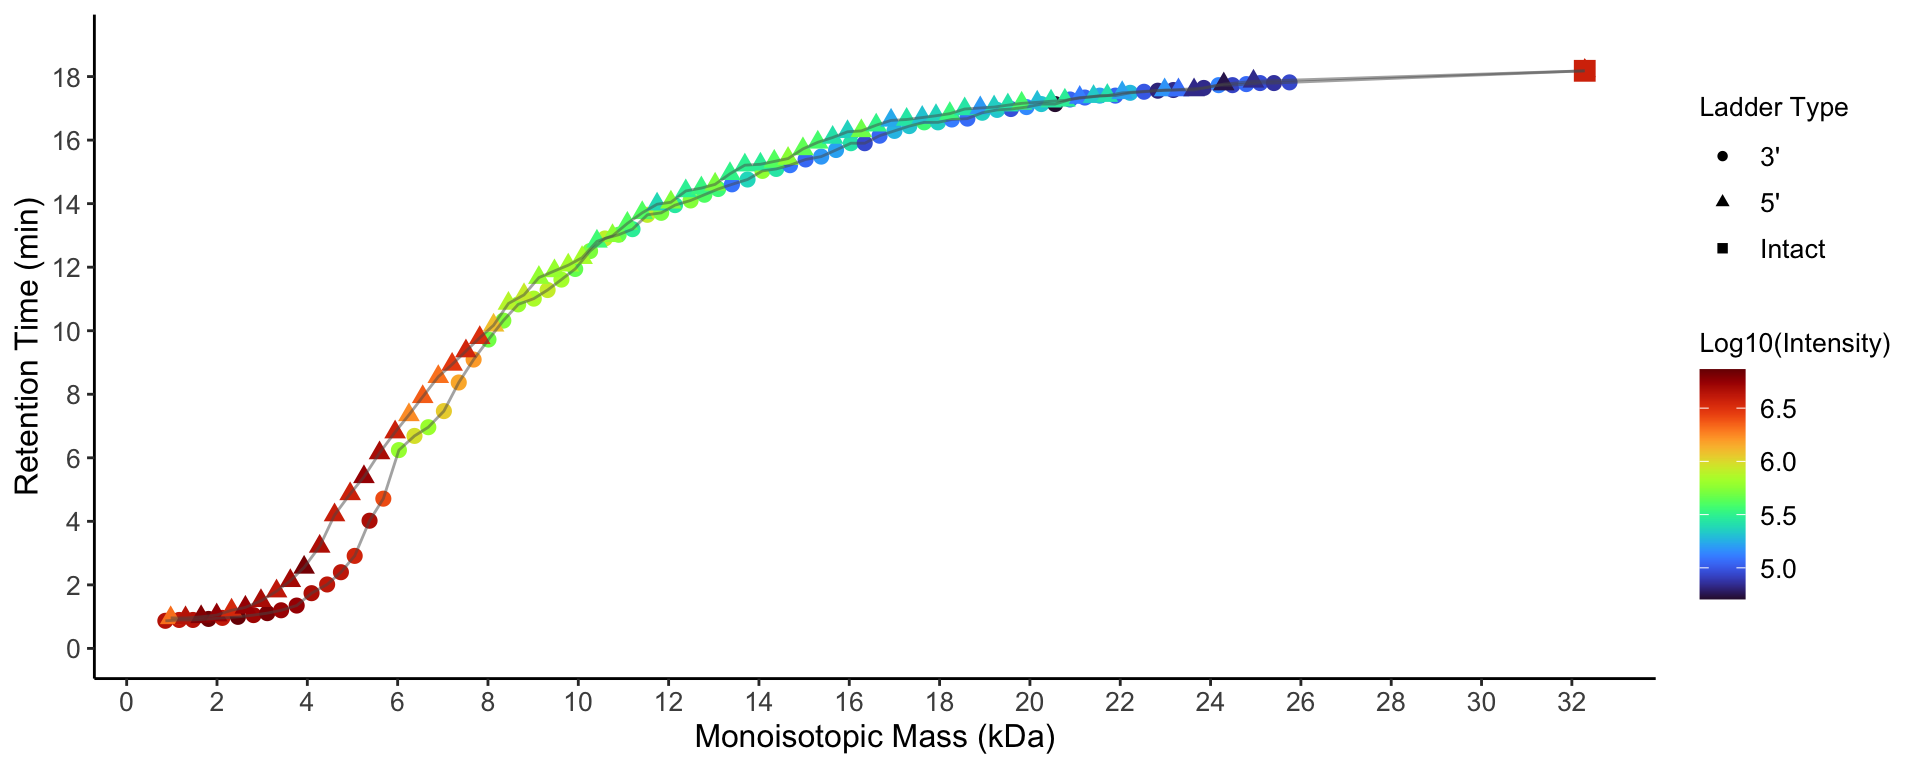 Retention Time (min)
18
16
14
12
10
8
6
4
2
0
0 2 4 6 8 10 12 14 16 18 20 22 24 26 28 30 32
Monoisotopic Mass (kDa)
Ladder Type
3'
5'
Intact
Log10(Intensity)
6.5
6.0
5.5
5.0